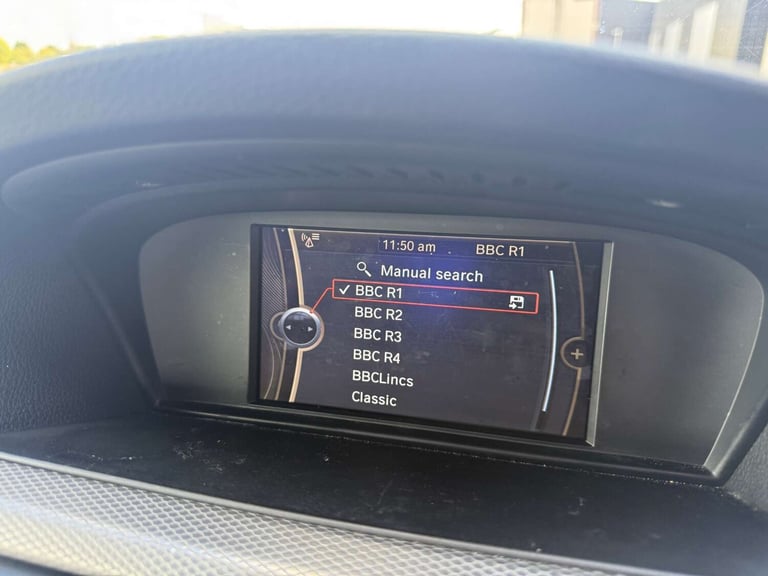 11:50 am BBC R1
Manual search
BBC R1
BBC R2
BBC R3
BBC R4
BBCLincs
Classic